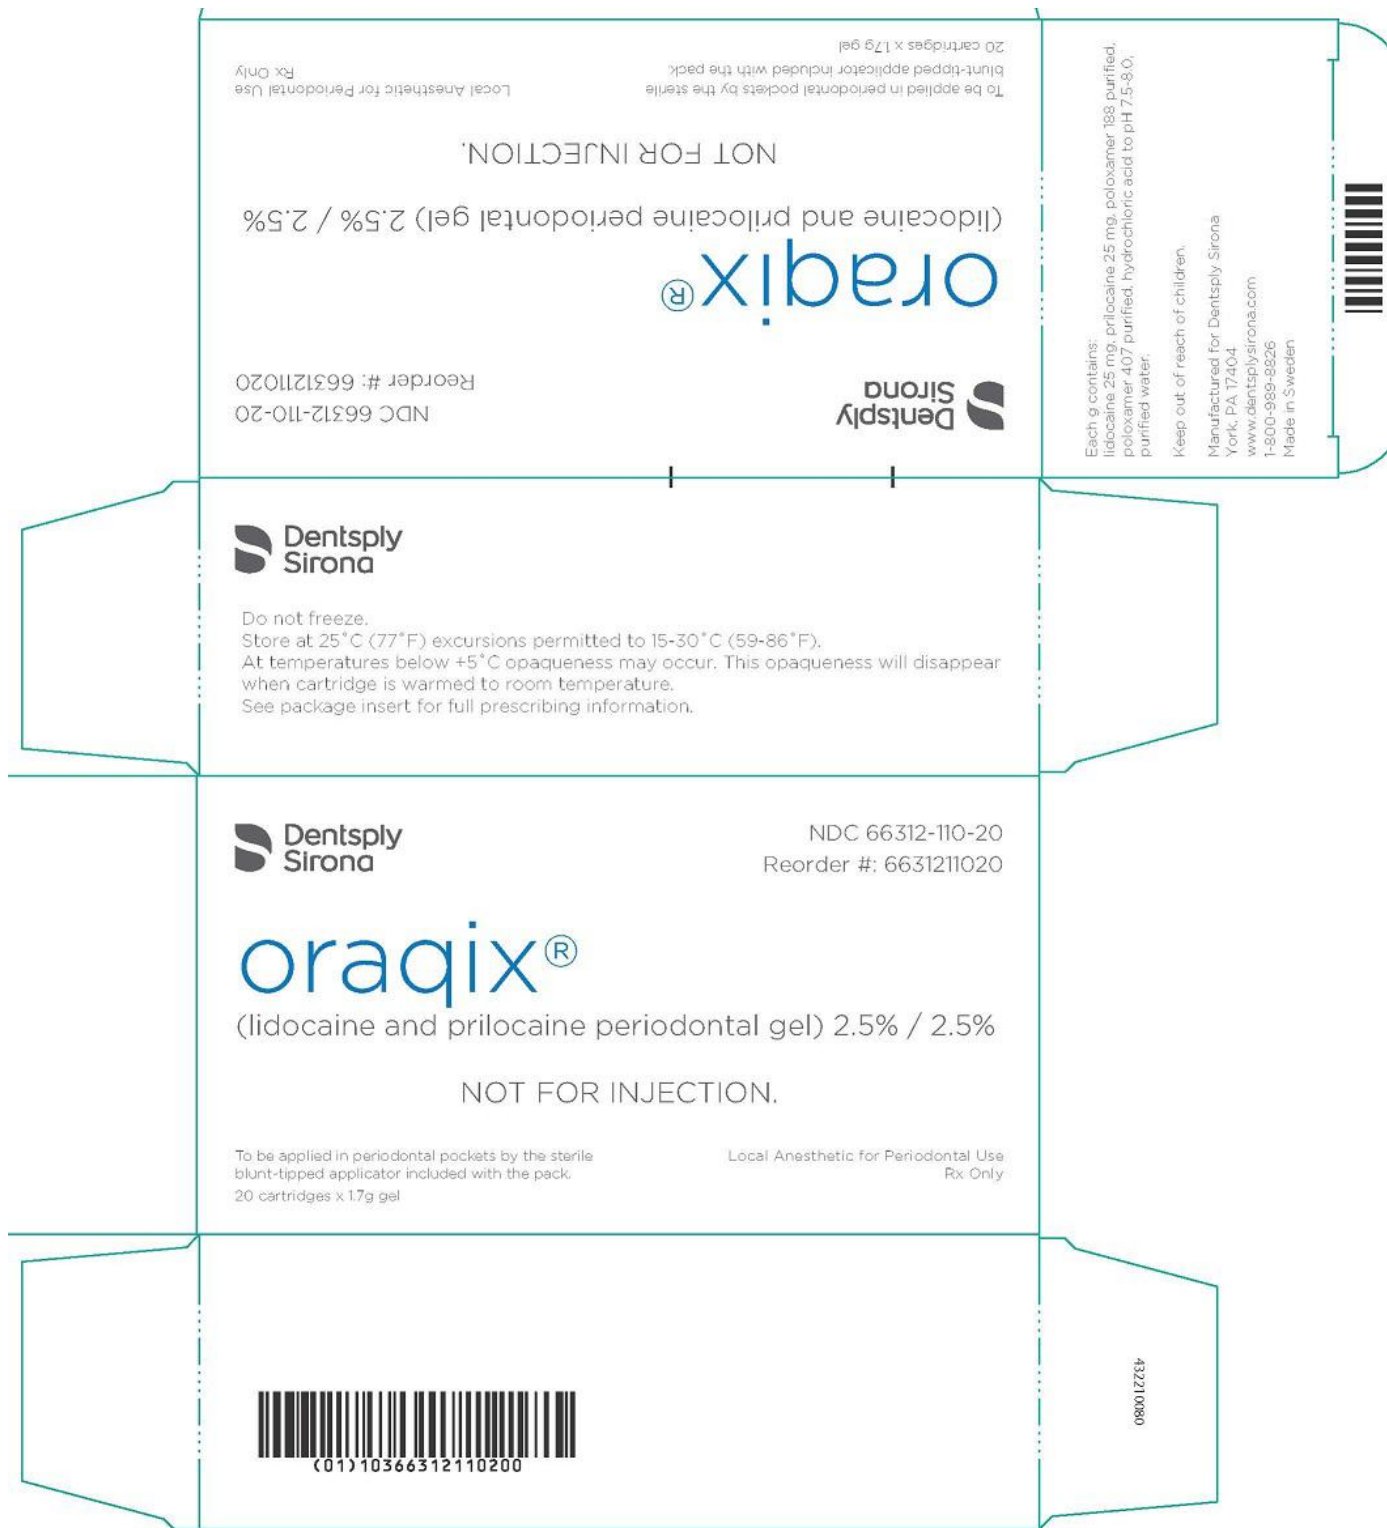 Dentsply
Sirona
NDC 66312-110-20
Reorder #: 6631211020
oraqix®
(lidocaine and prilocaine periodontal gel) 2.5% / 2.5%
NOT FOR INJECTION.
To be applied in periodontal pockets by the sterile
blunt-tipped applicator included with the pack.
20 cartridges x 1.7g gel
Local Anesthetic for Periodontal Use
Rx Only
Each g contains:
lidocaine 25 mg, prilocaine 25 mg, poloxamer 188 purified,
poloxamer 407 purified, hydrochloric acid to pH 7.5-8.0,
purified water.
Keep out of reach of children.
Manufactured for Dentsply Sirona
York, PA 17404
www.dentsplysirona.com
1-800-989-8826
Made in Sweden
Dentsply
Sirona
Do not freeze.
Store at 25˚C (77˚F) excursions permitted to 15-30˚C (59-86˚F).
At temperatures below +5˚C opaqueness may occur. This opaqueness will disappear
when cartridge is warmed to room temperature.
See package insert for full prescribing information.
Dentsply
Sirona
NDC 66312-110-20
Reorder #: 6631211020
oraqix®
(lidocaine and prilocaine periodontal gel) 2.5% / 2.5%
NOT FOR INJECTION.
To be applied in periodontal pockets by the sterile
blunt-tipped applicator included with the pack.
20 cartridges x 1.7g gel
Local Anesthetic for Periodontal Use
Rx Only
(01)10366312110200
432210080